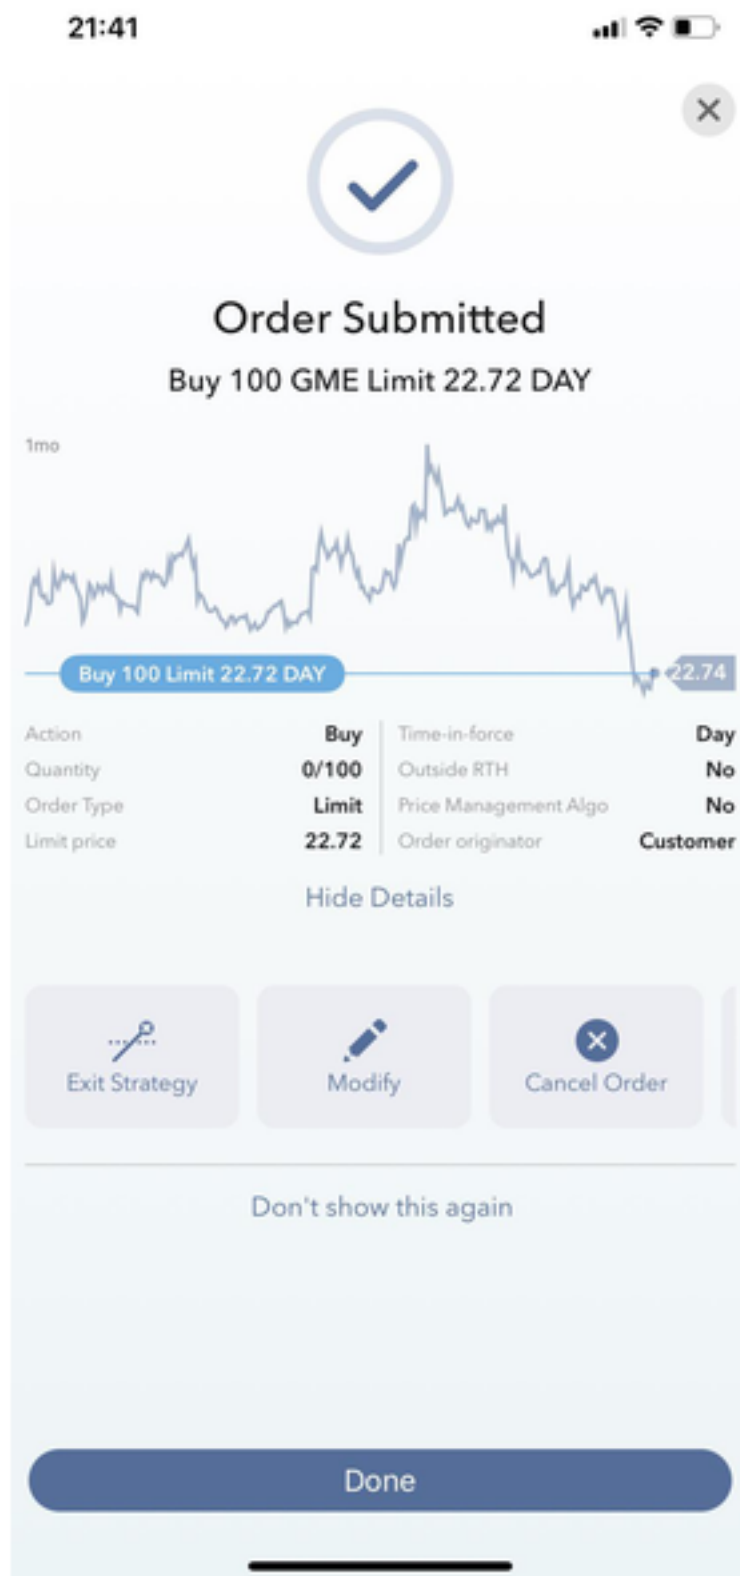 21:41
Order Submitted
Buy 100 GME Limit 22.72 DAY
1mo
Buy 100 Limit 22.72 DAY
22.74
Action Buy Time-in-force Day
Quantity 0/100 Outside RTH No
Order Type Limit Price Management Algo No
Limit price 22.72 Order originator Customer
Hide Details
Exit Strategy Modify Cancel Order
Don't show this again
Done